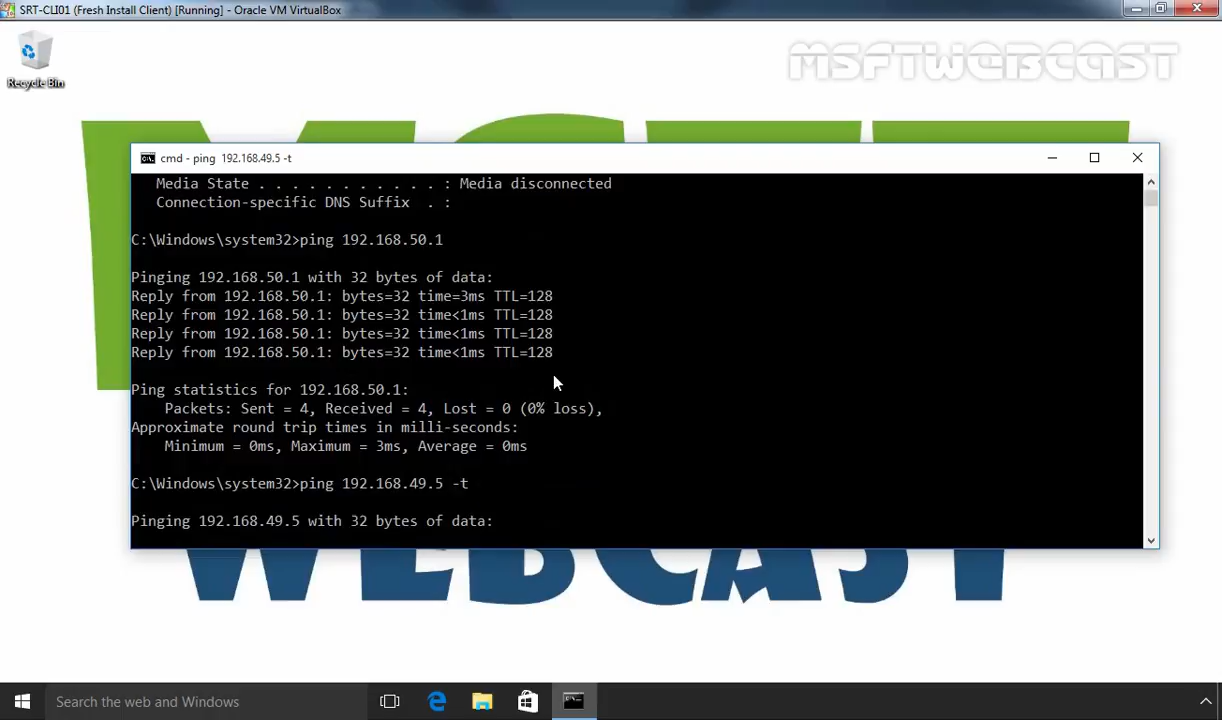 SRT-CLI01 (Fresh Install Client) [Running] - Oracle VM VirtualBox
MSFTWEBCAST
Recycle Bin
cmd - ping  192.168.49.5 -t
Media State . . . . . . . . . . . : Media disconnected
Connection-specific DNS Suffix  . :
C:\Windows\system32>ping 192.168.50.1
Pinging 192.168.50.1 with 32 bytes of data:
Reply from 192.168.50.1: bytes=32 time=3ms TTL=128
Reply from 192.168.50.1: bytes=32 time<1ms TTL=128
Reply from 192.168.50.1: bytes=32 time<1ms TTL=128
Reply from 192.168.50.1: bytes=32 time<1ms TTL=128
Ping statistics for 192.168.50.1:
Packets: Sent = 4, Received = 4, Lost = 0 (0% loss),
Approximate round trip times in milli-seconds:
Minimum = 0ms, Maximum = 3ms, Average = 0ms
C:\Windows\system32>ping 192.168.49.5 -t
Pinging 192.168.49.5 with 32 bytes of data:
WEBCAST
Search the web and Windows